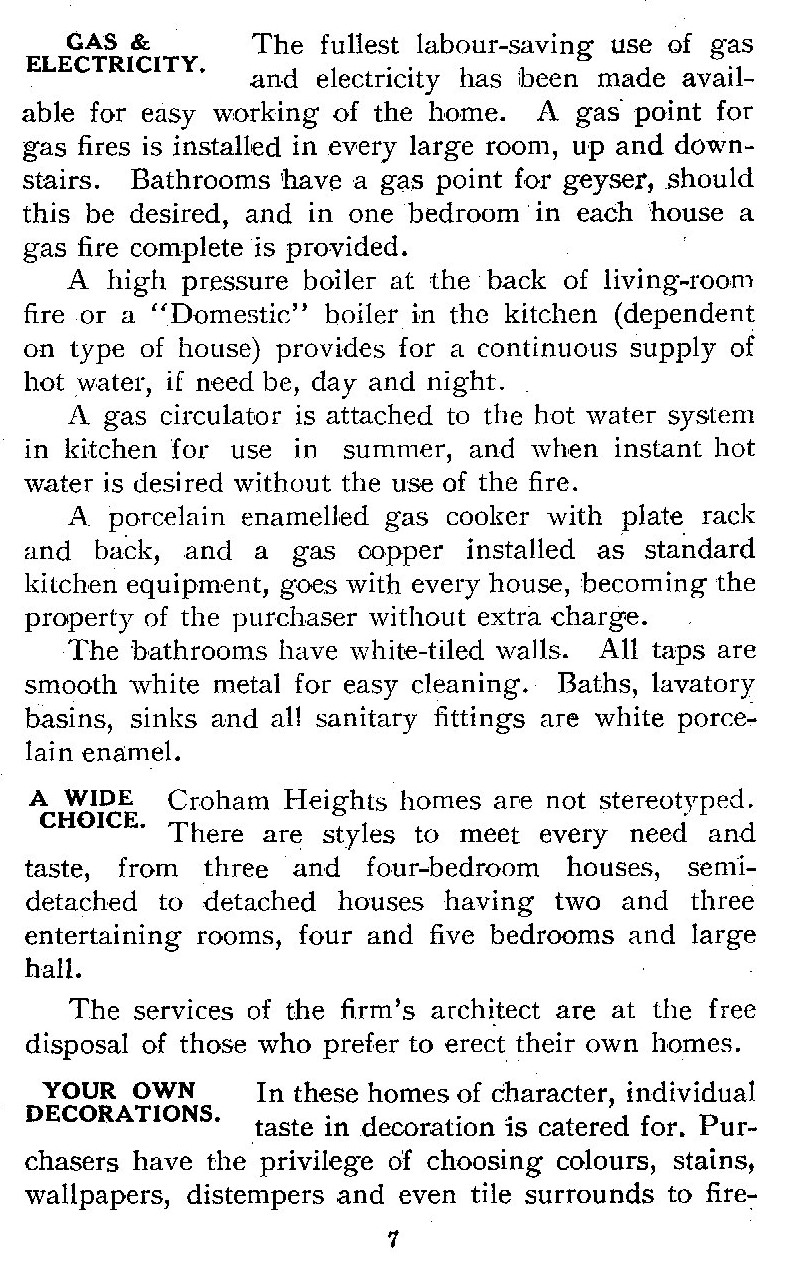 GAS &
ELECTRICITY.
The fullest labour-saving use of gas
and electricity has been made avail-
able for easy working of the home. A gas point for
gas fires is installed in every large room, up and down-
stairs. Bathrooms have a gas point for geyser, should
this be desired, and in one bedroom in each house a
gas fire complete is provided.
A high pressure boiler at the back of living-room
fire or a "Domestic" boiler in the kitchen (dependent
on type of house) provides for a continuous supply of
hot water, if need be, day and night.
A gas circulator is attached to the hot water system
in kitchen for use in summer, and when instant hot
water is desired without the use of the fire.
A porcelain enamelled gas cooker with plate rack
and back, and a gas copper installed as standard
kitchen equipment, goes with every house, becoming the
property of the purchaser without extra charge.
The bathrooms have white-tiled walls. All taps are
smooth white metal for easy cleaning. Baths, lavatory
basins, sinks and all sanitary fittings are white porce-
lain enamel.
A WIDE
CHOICE.
Croham Heights homes are not stereotyped.
There are styles to meet every need and
taste, from three and four-bedroom houses, semi-
detached to detached houses having two and three
entertaining rooms, four and five bedrooms and large
hall.
The services of the firm's architect are at the free
disposal of those who prefer to erect their own homes.
YOUR OWN
DECORATIONS.
In these homes of character, individual
taste in decoration is catered for. Pur-
chasers have the privilege of choosing colours, stains,
wallpapers, distempers and even tile surrounds to fire-
7